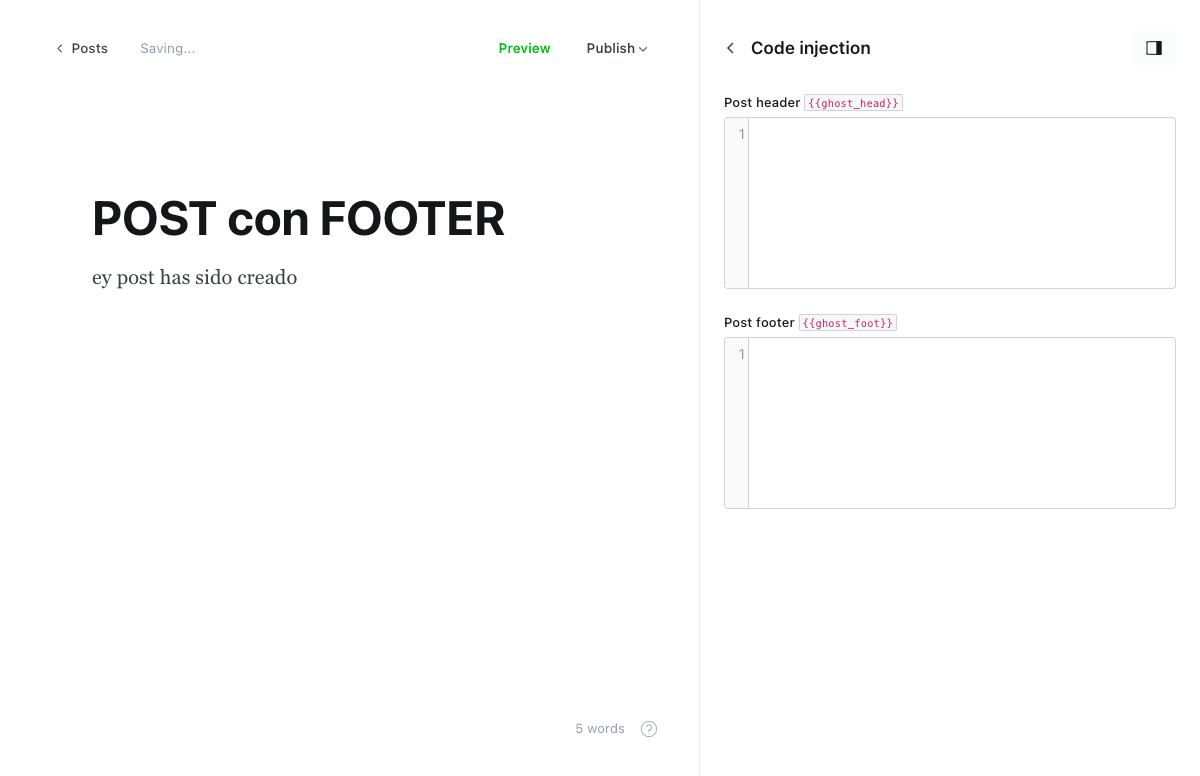 Posts
Saving...
Preview
Publish
POST con FOOTER
ey post has sido creado
5 words
?
Code injection
Post header {{ghost_head}}
1
Post footer {{ghost_foot}}
1